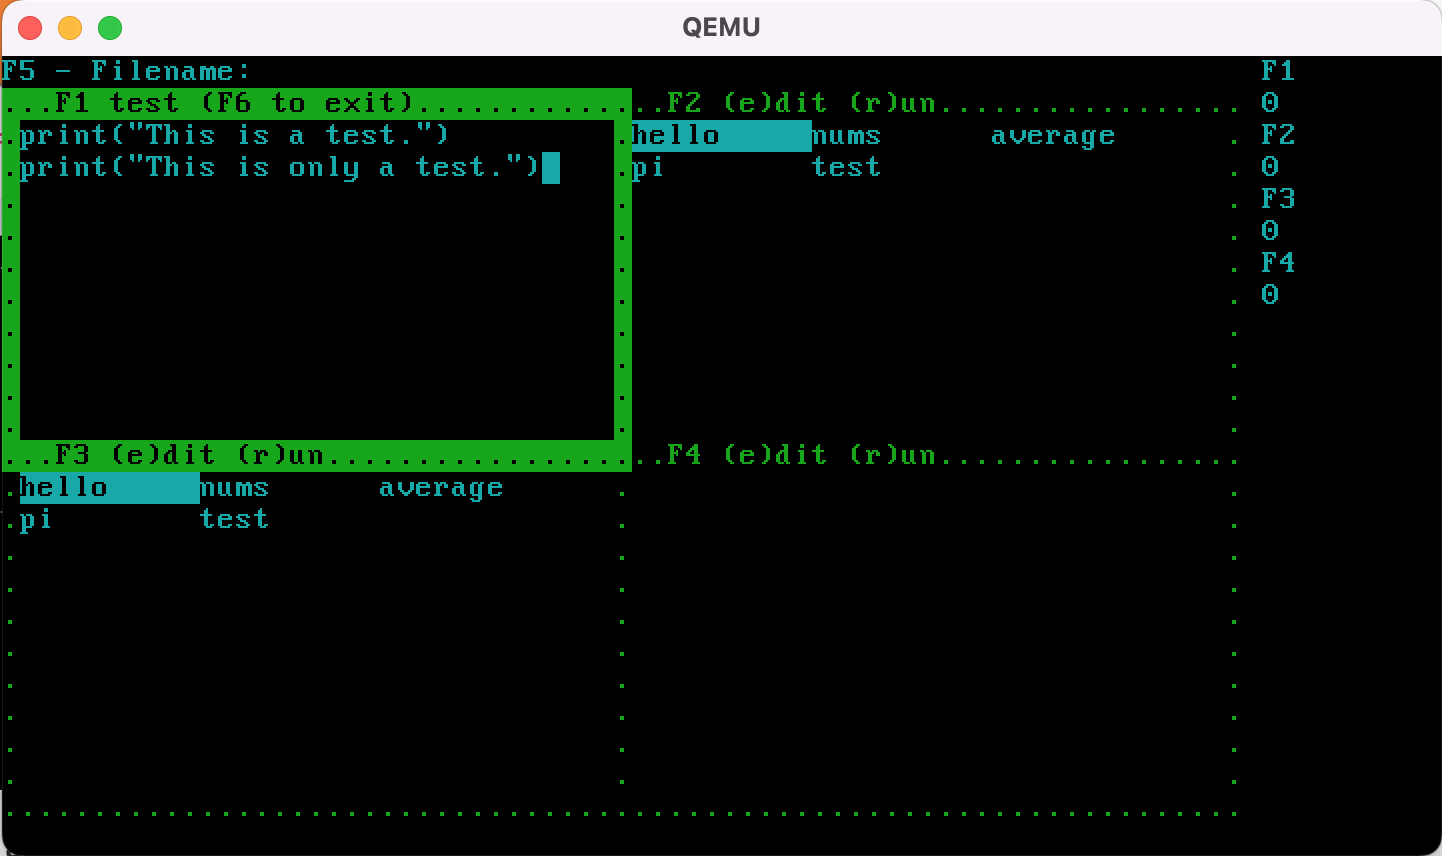 QEMU
F5 - Filename:
F1
...F1 test (F6 to exit)...............F2 (e)dit (r)un.................
0
print("This is a test.")
hello nums average
F2
print("This is only a test.")
pi test
0
F3
0
F4
0
...F3 (e)dit (r)un....................F4 (e)dit (r)un.................
hello nums average
pi test